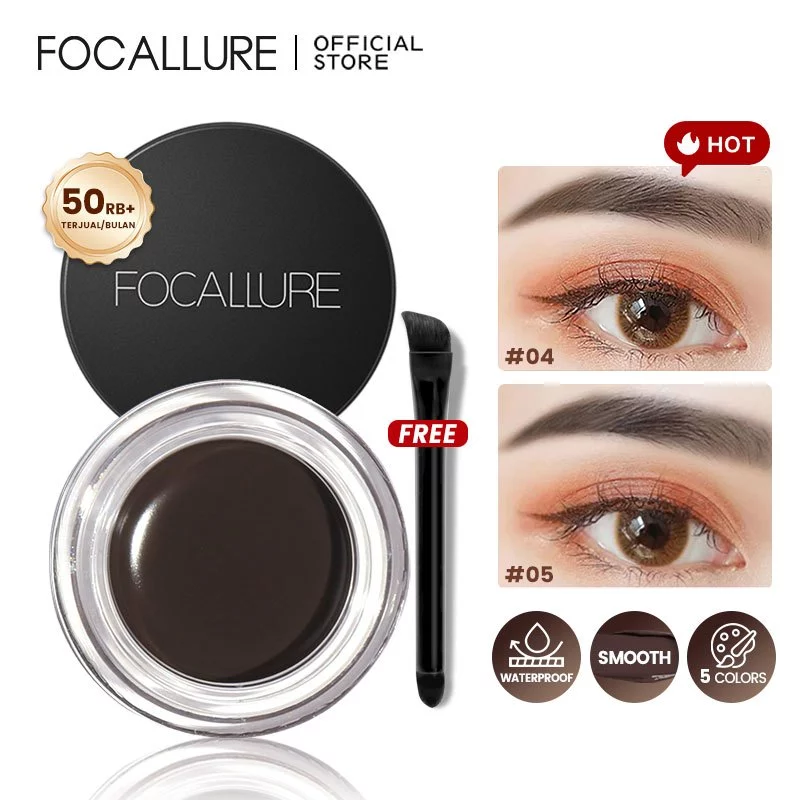 FOCALLURE
OFFICIAL
STORE
HOT
50RB+
TERJUAL/BULAN
FOCALLURE
#04
FREE
#05
WATERPROOF
SMOOTH
5 COLORS